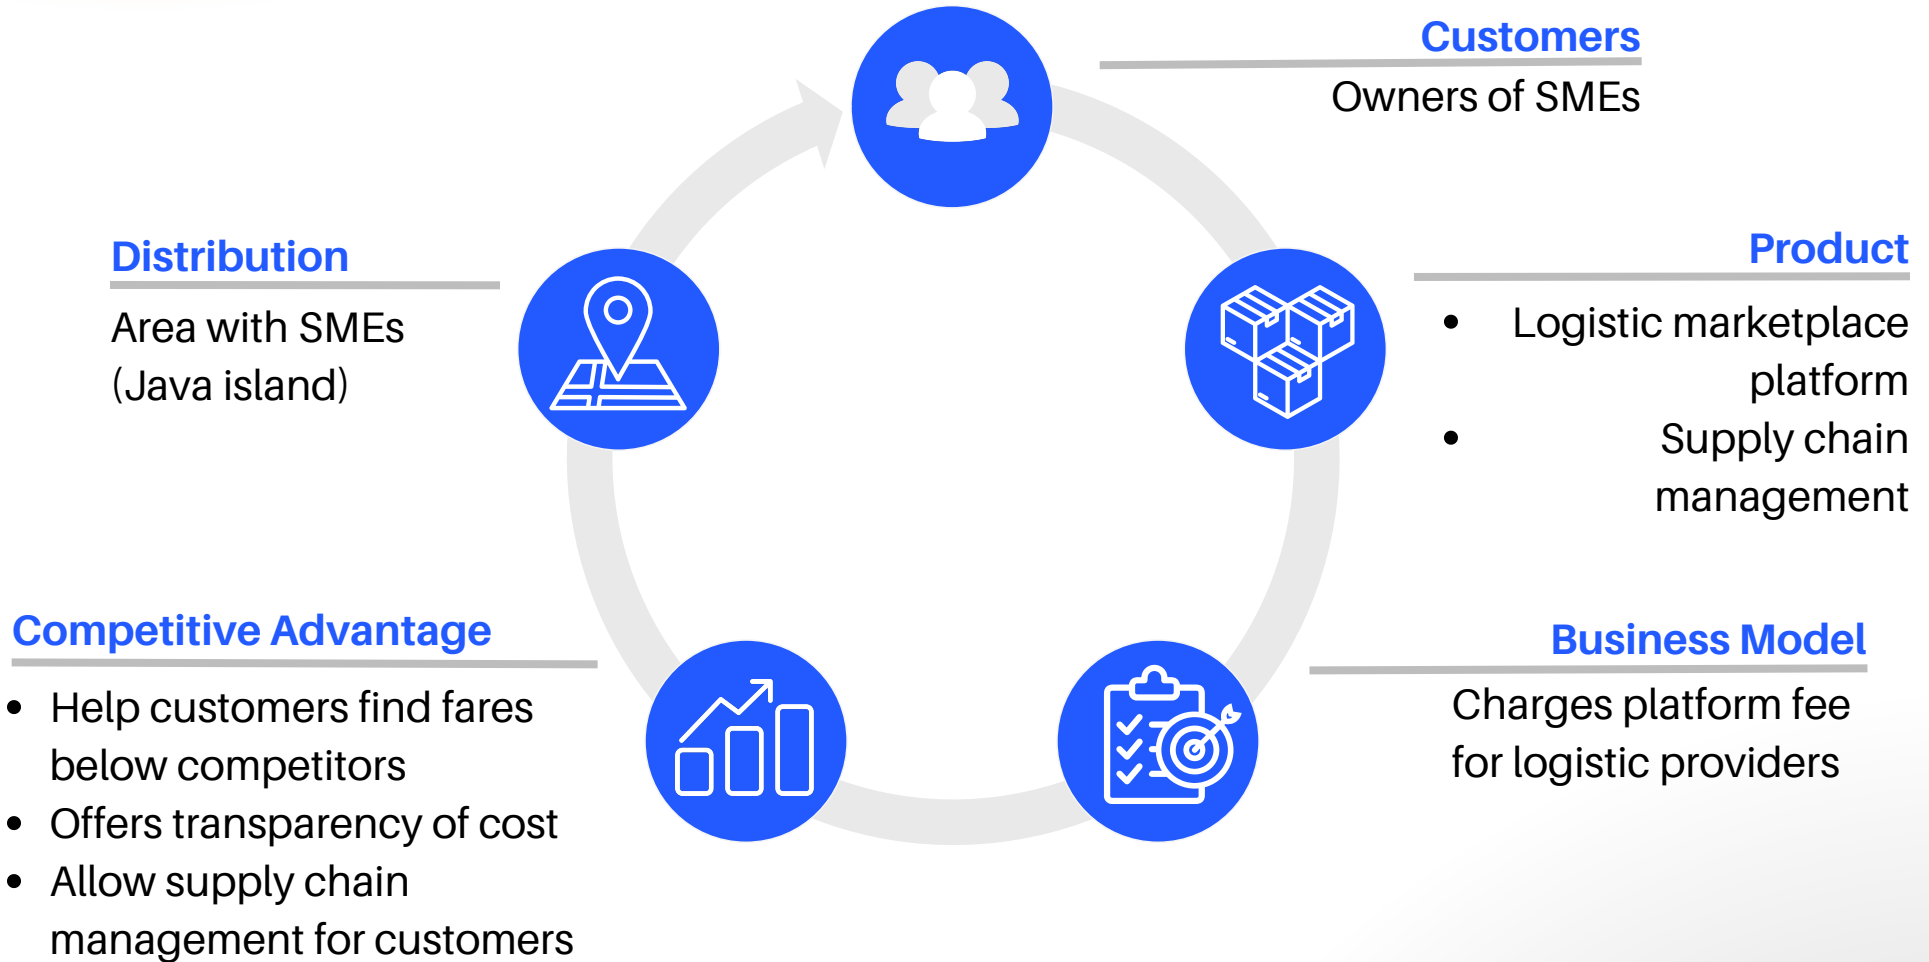 Customers
Owners of SMEs
Product
• Logistic marketplace
platform
• Supply chain
management
Business Model
Charges platform fee
for logistic providers
Competitive Advantage
• Help customers find fares
below competitors
• Offers transparency of cost
• Allow supply chain
management for customers
Distribution
Area with SMEs
(Java island)